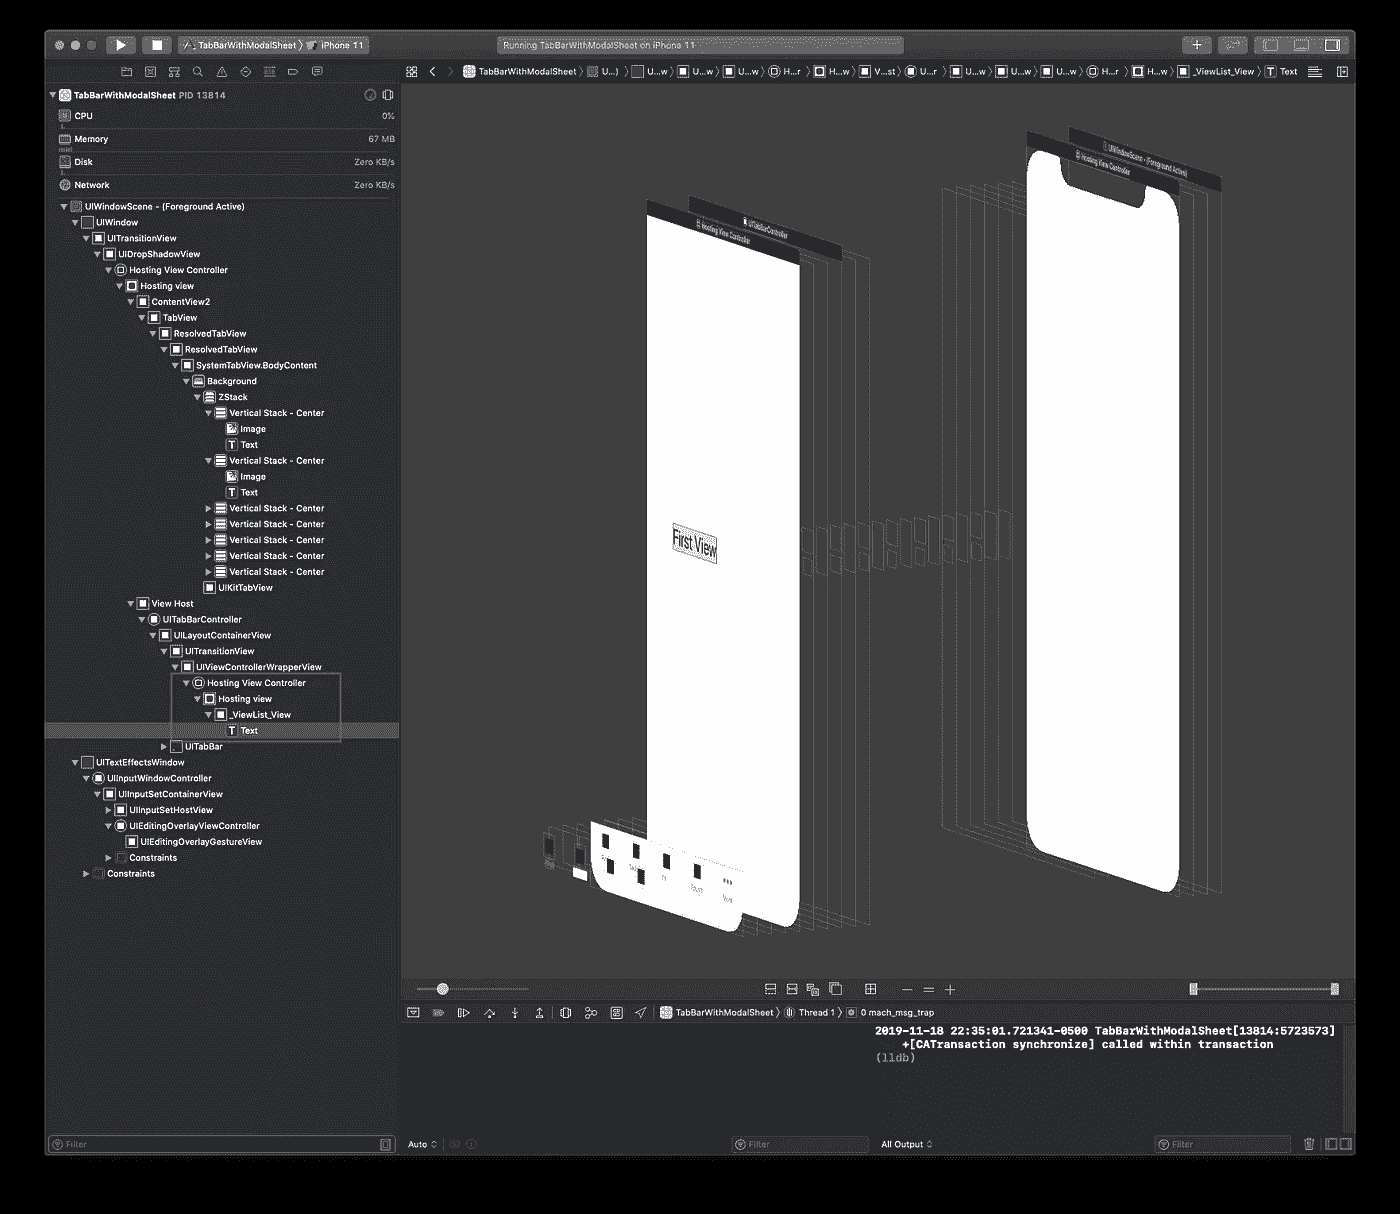 TabBarWithModalSheet 〉 iPhone 11
Running TabBarWithModalSheet on iPhone 11
TabBarWithModalSheet 〉 U...) 〉 U...w 〉 U...w 〉 U...w 〉 H...r 〉 H...w 〉 V...st 〉 U...r 〉 U...w 〉 U...w 〉 U...w 〉 H...r 〉 H...w 〉 _ViewList_View 〉 Text
TabBarWithModalSheet PID 13814
CPU 0%
Memory 67 MB
Disk Zero KB/s
Network Zero KB/s
UIWindowScene - (Foreground Active)
UIWindow
UITransitionView
UIDropShadowView
Hosting View Controller
Hosting view
ContentView2
TabView
ResolvedTabView
ResolvedTabView
SystemTabView.BodyContent
Background
ZStack
Vertical Stack - Center
Image
Text
Vertical Stack - Center
Image
Text
Vertical Stack - Center
Vertical Stack - Center
Vertical Stack - Center
Vertical Stack - Center
Vertical Stack - Center
UIKitTabView
View Host
UITabBarController
UILayoutContainerView
UITransitionView
UIViewControllerWrapperView
Hosting View Controller
Hosting view
_ViewList_View
Text
UITabBar
UITextEffectsWindow
UIInputWindowController
UIInputSetContainerView
UIInputSetHostView
UIEditingOverlayViewController
UIEditingOverlayGestureView
Constraints
Constraints
UITabBarController
Hosting View Controller
First View
UIWindowScene - (Foreground Active)
Hosting View Controller
TabBarWithModalSheet 〉 Thread 1 〉 0 mach_msg_trap
2019-11-18 22:35:01.721341-0500 TabBarWithModalSheet[13814:5723573]
+[CATransaction synchronize] called within transaction
(lldb)
Filter
Auto
Filter
All Output
Filter